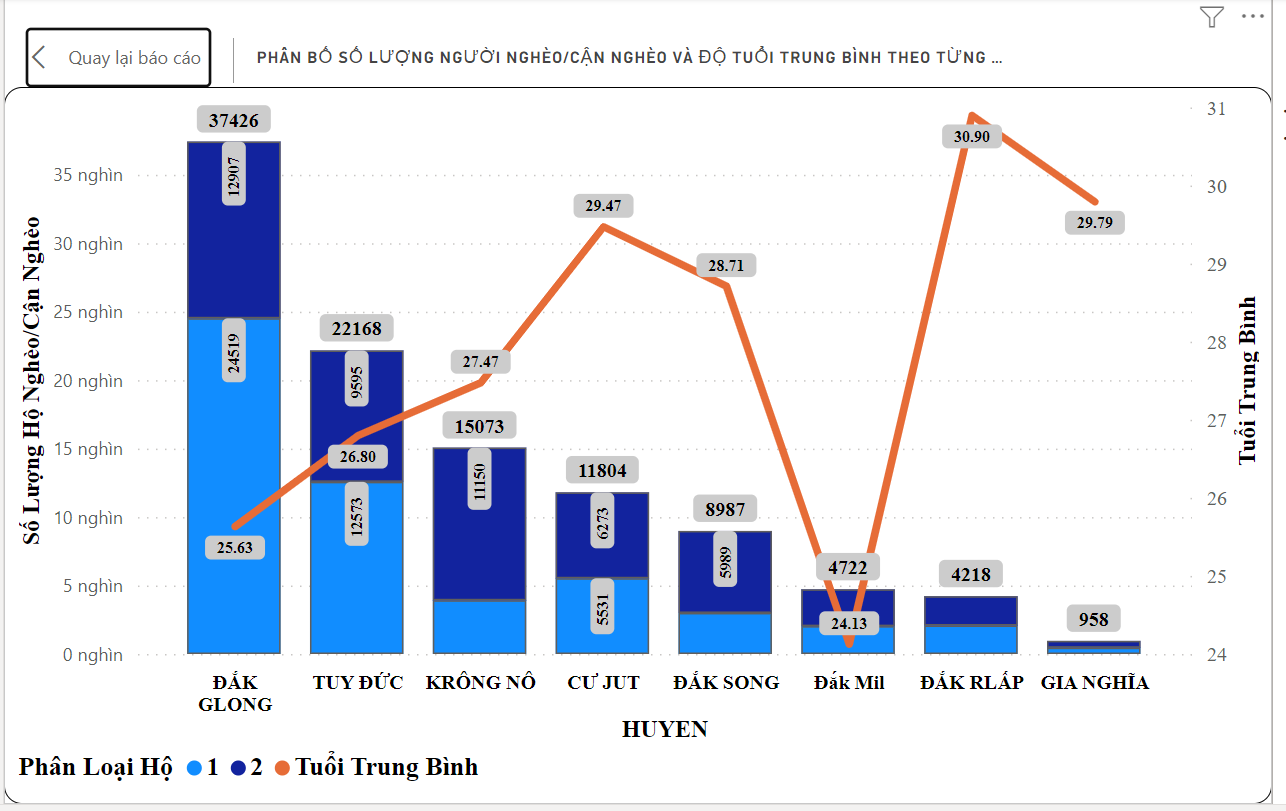 Quay lại báo cáo
PHÂN BỐ SỐ LƯỢNG NGƯỜI NGHÈO/CẬN NGHÈO VÀ ĐỘ TUỔI TRUNG BÌNH THEO TỪNG ...
Số Lượng Hộ Nghèo/Cận Nghèo
35 nghìn
30 nghìn
25 nghìn
20 nghìn
15 nghìn
10 nghìn
5 nghìn
0 nghìn
37426
12907
24519
25.63
22168
9595
26.80
12573
27.47
15073
11150
29.47
11804
6273
5531
28.71
8987
5989
4722
24.13
30.90
4218
29.79
958
31
30
29
28
27
26
25
24
Tuổi Trung Bình
ĐẮK
GLONG
TUY ĐỨC
KRÔNG NÔ
CƯ JUT
ĐẮK SONG
Đắk Mil
ĐẮK RLẤP
GIA NGHĨA
HUYEN
Phân Loại Hộ 1 2 Tuổi Trung Bình